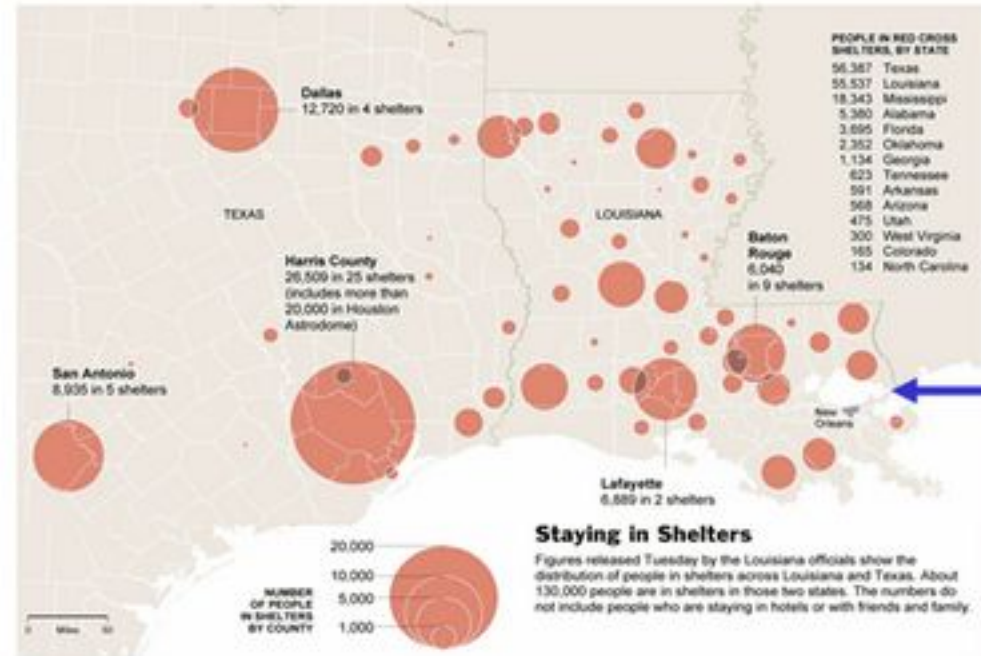 PEOPLE IN RED CROSS
SHELTERS, BY STATE
56,387 Texas
55,537 Louisiana
18,343 Mississippi
5,380 Alabama
3,695 Florida
2,352 Oklahoma
1,134 Georgia
623 Tennessee
591 Arkansas
568 Arizona
475 Utah
300 West Virginia
165 Colorado
134 North Carolina
Dallas
12,720 in 4 shelters
TEXAS
LOUISIANA
Baton
Rouge
6,040
in 9 shelters
Harris County
26,509 in 25 shelters
(includes more than
20,000 in Houston
Astrodome)
San Antonio
8,935 in 5 shelters
New
Orleans
Lafayette
6,889 in 2 shelters
Staying in Shelters
Figures released Tuesday by the Louisiana officials show the
distribution of people in shelters across Louisiana and Texas. About
130,000 people are in shelters in those two states. The numbers do
not include people who are staying in hotels or with friends and family.
20,000
10,000
5,000
1,000
NUMBER
OF PEOPLE
IN SHELTERS
BY COUNTY
0 Miles 50